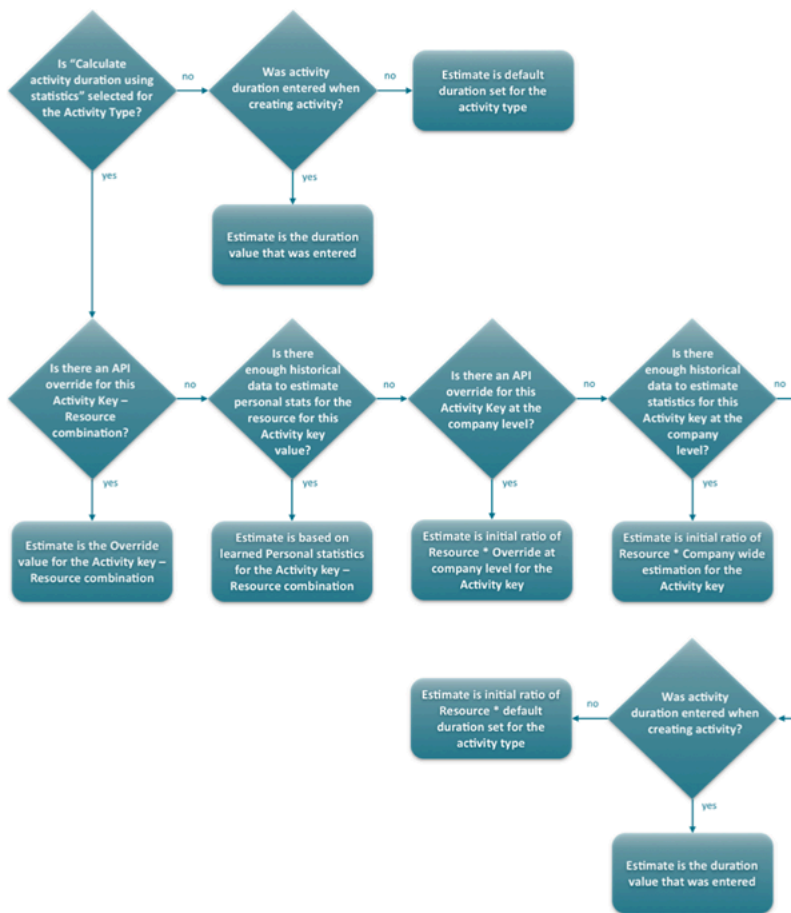 Is “Calculate
activity duration using
statistics” selected for
the Activity Type?
no
Was activity
duration entered when
creating activity?
no
Estimate is default
duration set for the
activity type
yes
yes
Estimate is the duration
value that was entered
Is there an API
override for this
Activity Key –
Resource
combination?
no
Is there
enough historical
data to estimate
personal stats for the
resource for this
Activity key
value?
no
Is there an API
override for this
Activity Key at the
company level?
no
Is there
enough historical
data to estimate
statistics for this
Activity key at the
company
level?
no
yes
yes
yes
yes
Estimate is the Override
value for the Activity key –
Resource combination
Estimate is based on
learned Personal statistics
for the Activity key –
Resource combination
Estimate is initial ratio of
Resource * Override at
company level for the
Activity key
Estimate is initial ratio of
Resource * Company wide
estimation for the
Activity key
Estimate is initial ratio of
Resource * default
duration set for the
activity type
no
Was activity
duration entered when
creating activity?
yes
Estimate is the duration
value that was entered